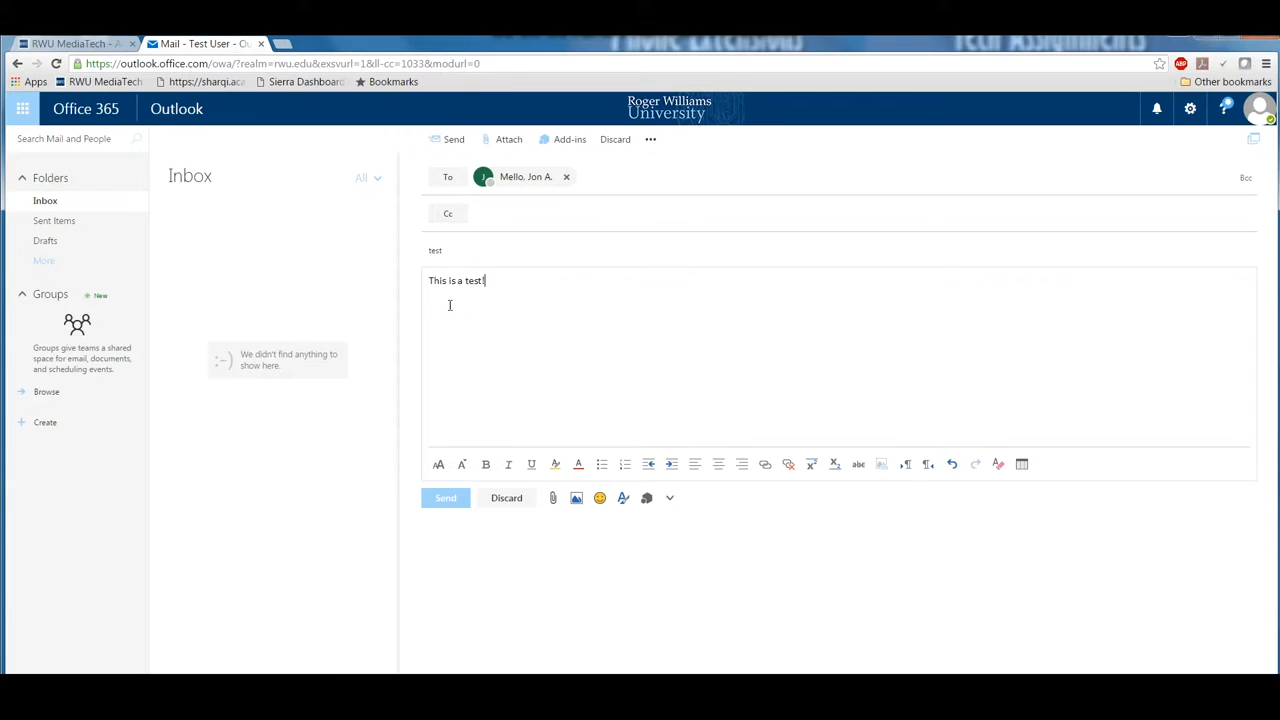 RWU MediaTech - A
Mail - Test User - Ou
https://outlook.office.com/owa/?realm=rwu.edu&exsvurl=1&ll-cc=1033&modurl=0
Apps
RWU MediaTech
https://sharqi.aca
Sierra Dashboard
Bookmarks
Other bookmarks
Office 365
Outlook
Roger Williams
University
Search Mail and People
Send
Attach
Add-ins
Discard
Folders
Inbox
Sent Items
Drafts
More
Groups
New
Groups give teams a shared
space for email, documents,
and scheduling events.
Browse
Create
Inbox
All
We didn't find anything to
show here.
To
J
Mello, Jon A.
Bcc
Cc
test
This is a test!
Send
Discard